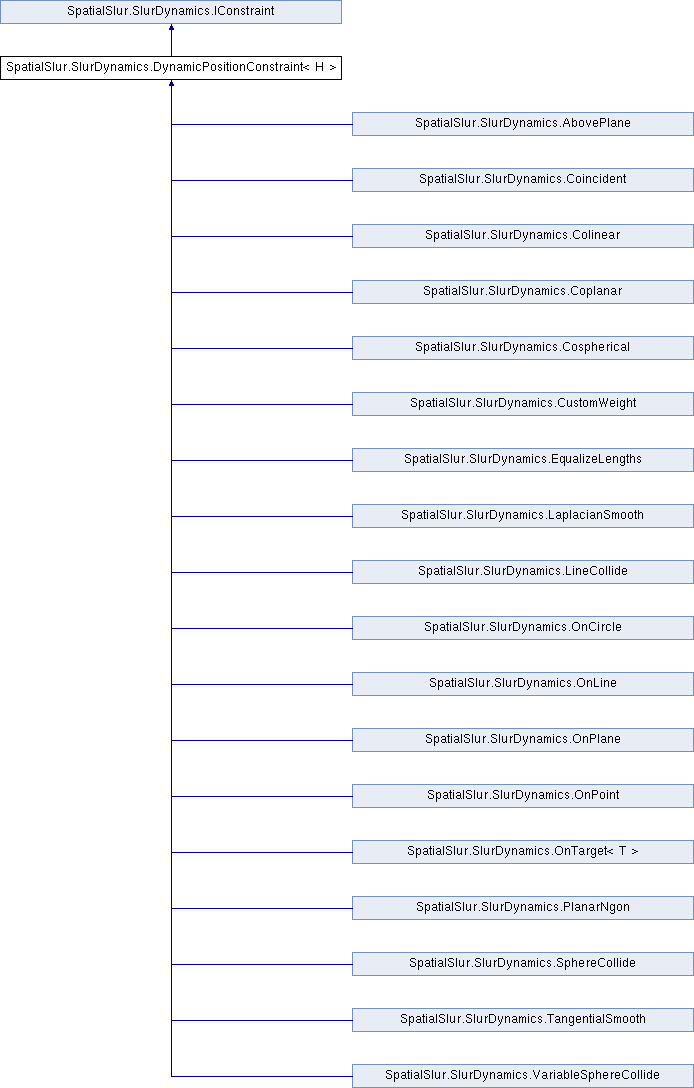 SpatialSlur.SlurDynamics.IConstraint
SpatialSlur.SlurDynamics.DynamicPositionConstraint< H >
SpatialSlur.SlurDynamics.AbovePlane
SpatialSlur.SlurDynamics.Coincident
SpatialSlur.SlurDynamics.Colinear
SpatialSlur.SlurDynamics.Coplanar
SpatialSlur.SlurDynamics.Cospherical
SpatialSlur.SlurDynamics.CustomWeight
SpatialSlur.SlurDynamics.EqualizeLengths
SpatialSlur.SlurDynamics.LaplacianSmooth
SpatialSlur.SlurDynamics.LineCollide
SpatialSlur.SlurDynamics.OnCircle
SpatialSlur.SlurDynamics.OnLine
SpatialSlur.SlurDynamics.OnPlane
SpatialSlur.SlurDynamics.OnPoint
SpatialSlur.SlurDynamics.OnTarget< T >
SpatialSlur.SlurDynamics.PlanarNgon
SpatialSlur.SlurDynamics.SphereCollide
SpatialSlur.SlurDynamics.TangentialSmooth
SpatialSlur.SlurDynamics.VariableSphereCollide